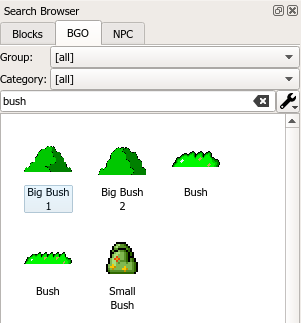 Search Browser
Blocks BGO NPC
Group: [all]
Category: [all]
bush
Big Bush
1
Big Bush
2
Bush
Bush
Small
Bush